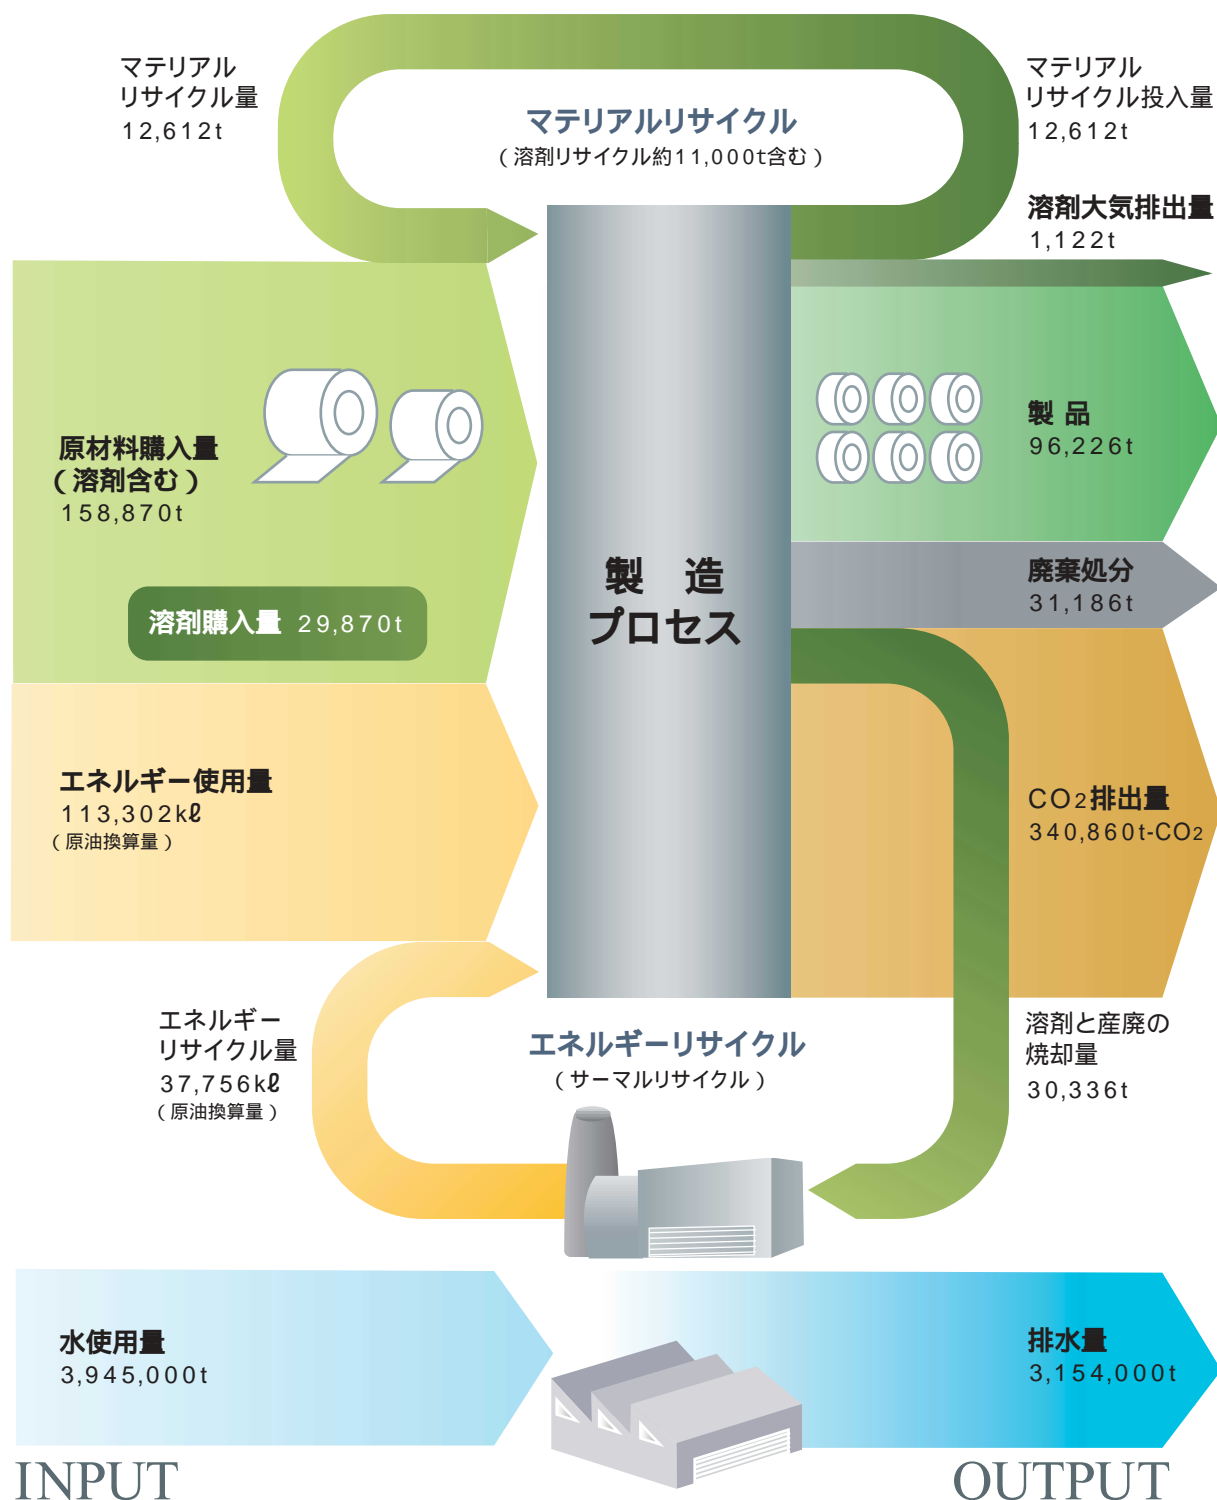 マテリアル
リサイクル量
12,612t
マテリアルリサイクル
(溶剤リサイクル約11,000t含む)
マテリアル
リサイクル投入量
12,612t
溶剤大気排出量
1,122t
原材料購入量
(溶剤含む)
158,870t
溶剤購入量 29,870t
製品
96,226t
製造
プロセス
廃棄処分
31,186t
エネルギー使用量
113,302kℓ
(原油換算量)
CO2排出量
340,860t-CO2
エネルギー
リサイクル量
37,756kℓ
(原油換算量)
エネルギーリサイクル
(サーマルリサイクル)
溶剤と産廃の
焼却量
30,336t
水使用量
3,945,000t
排水量
3,154,000t
INPUT
OUTPUT